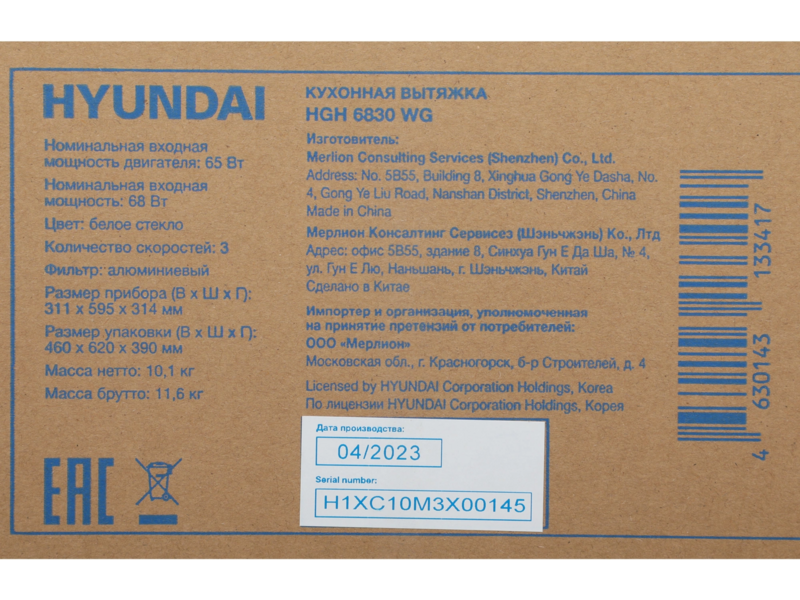 HYUNDAI
Номинальная входная
мощность двигателя: 65 Вт
Номинальная входная
мощность: 68 Вт
Цвет: белое стекло
Количество скоростей: 3
Фильтр: алюминиевый
Размер прибора (В х Ш х Г):
311 x 595 x 314 мм
Размер упаковки (В х Ш х Г):
460 x 620 x 390 мм
Масса нетто: 10,1 кг
Масса брутто: 11,6 кг
EAC
КУХОННАЯ ВЫТЯЖКА
HGH 6830 WG
Изготовитель:
Merlion Consulting Services (Shenzhen) Co., Ltd.
Address: No. 5B55, Building 8, Xinghua Gong Ye Dasha, No.
4, Gong Ye Liu Road, Nanshan District, Shenzhen, China
Made in China
Мерлион Консалтинг Сервисез (Шэньчжэнь) Ко., Лтд
Адрес: офис 5B55, здание 8, Синхуа Гун Е Да Ша, № 4,
ул. Гун Е Лю, Наньшань, г. Шэньчжэнь, Китай
Сделано в Китае
Импортер и организация, уполномоченная
на принятие претензий от потребителей:
ООО «Мерлион»
Московская обл., г. Красногорск, б-р Строителей, д. 4
Licensed by HYUNDAI Corporation Holdings, Korea
По лицензии HYUNDAI Corporation Holdings, Корея
Дата производства:
04/2023
Serial number:
H1XC10M3X00145
4 630143 133417